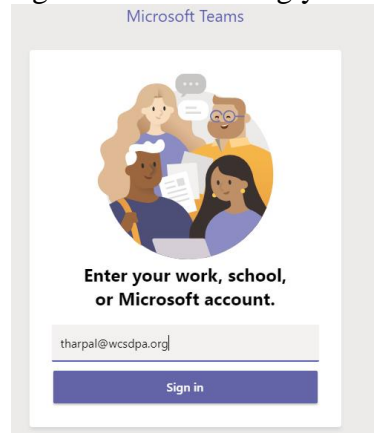 Microsoft Teams
Enter your work, school,
or Microsoft account.
tharpal@wcsdpa.org
Sign in